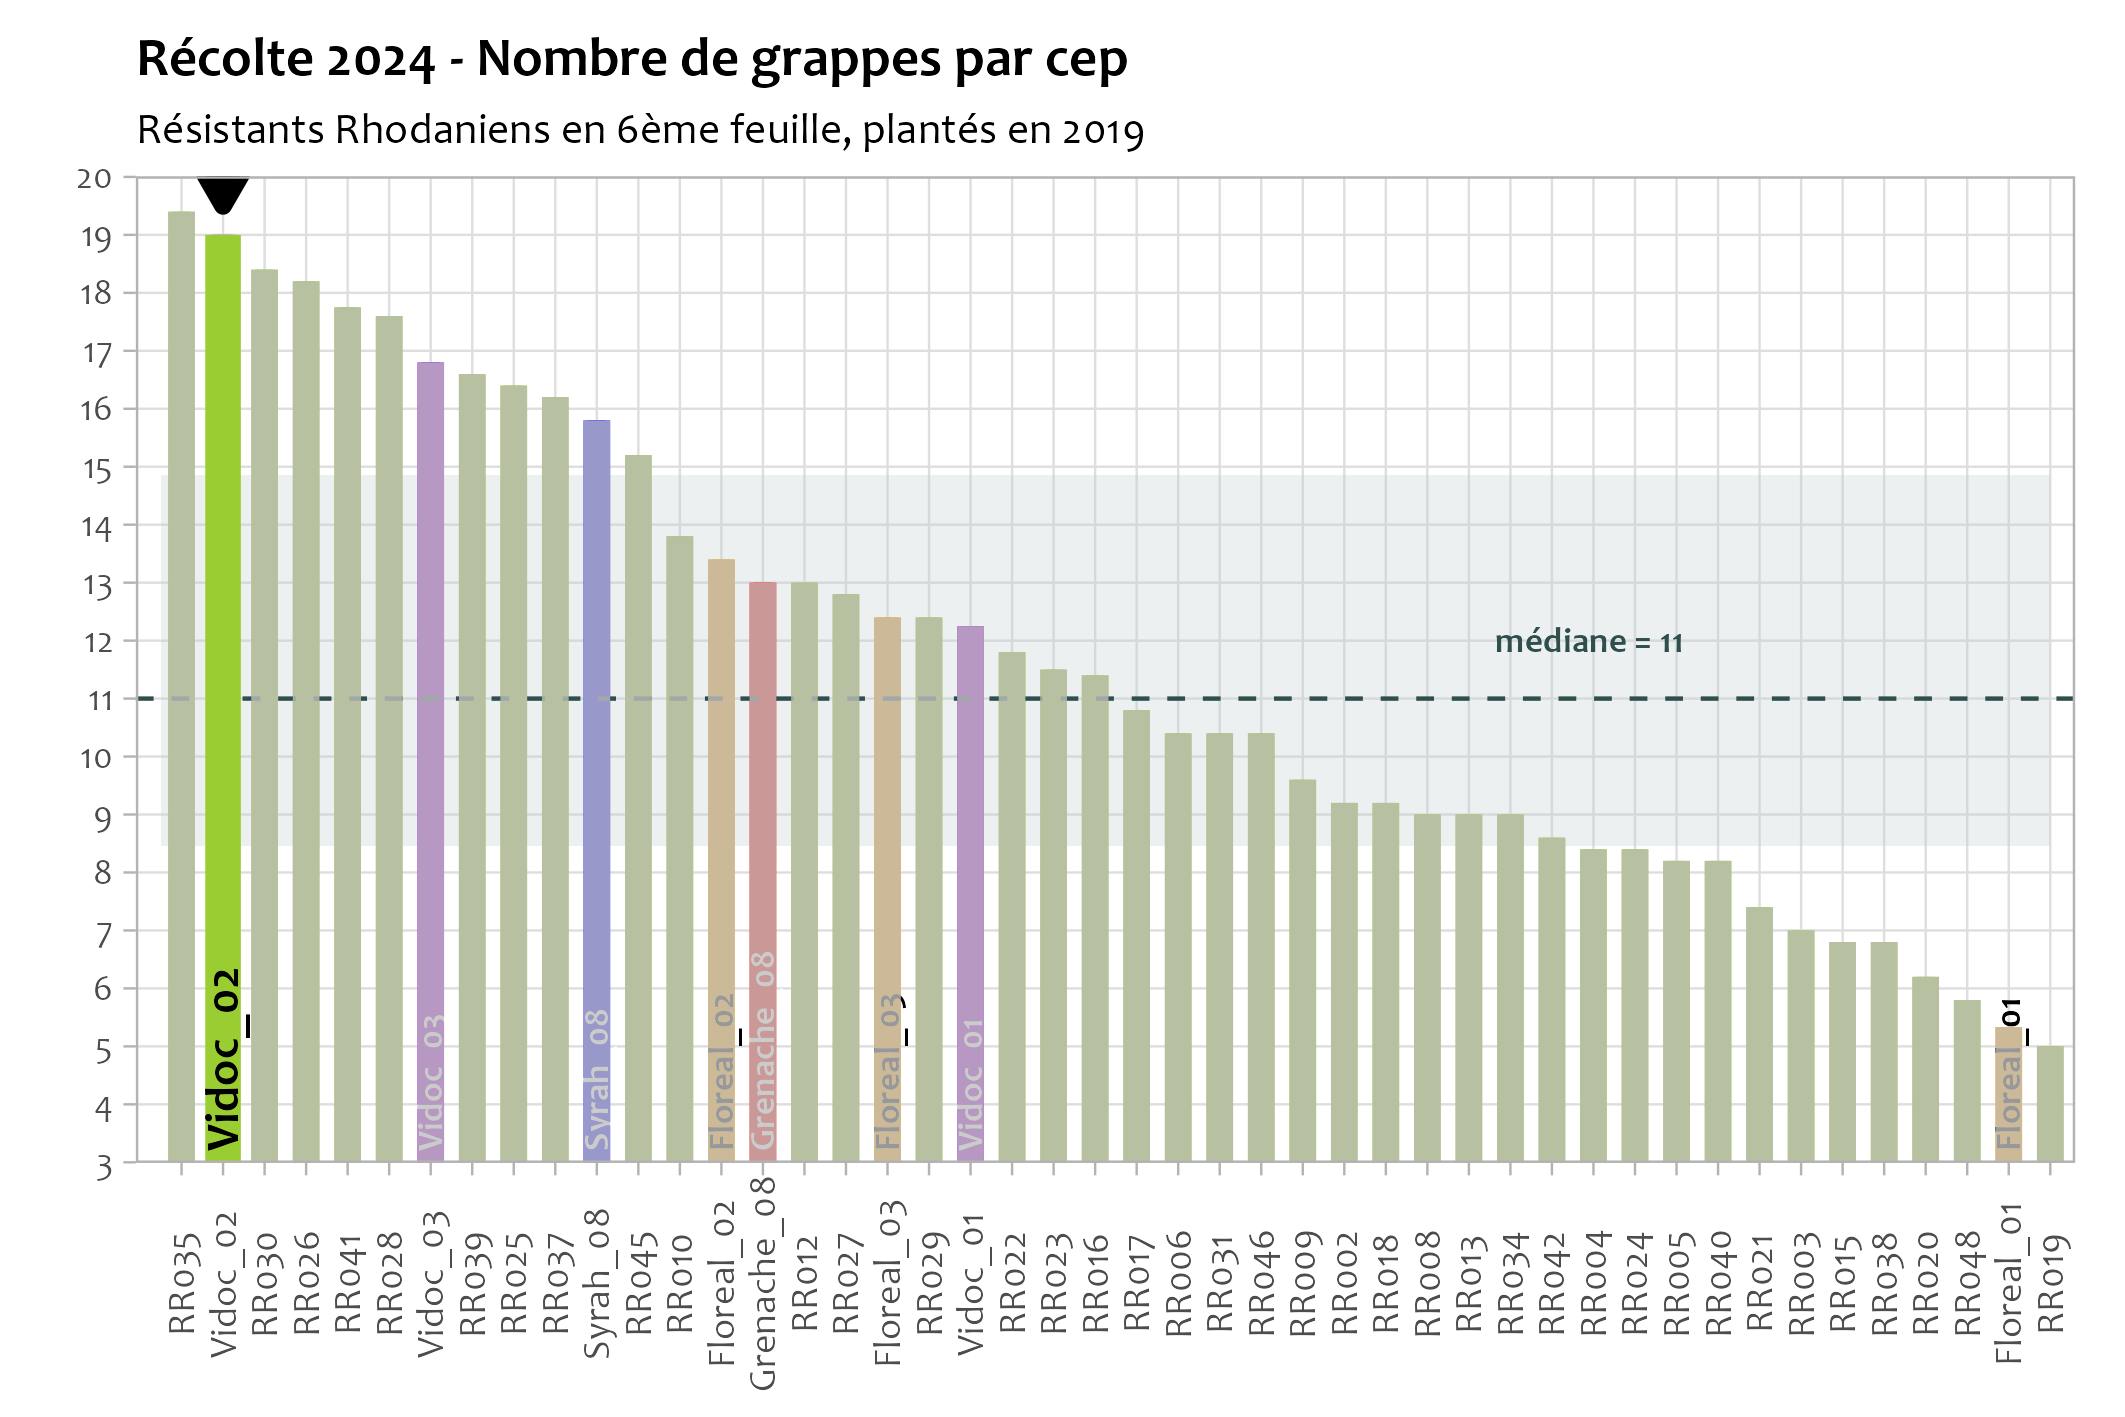 Récolte 2024 - Nombre de grappes par cep
Résistants Rhodaniens en 6ème feuille, plantés en 2019
20
19
18
17
16
15
14
13
12
11
10
9
8
7
6
5
4
3
médiane = 11
Vidoc_02
Vidoc_03
Syrah_08
Floreal_02
Grenache_08
Floreal_03
Vidoc_01
Floreal_01
RR035
Vidoc_02
RR030
RR026
RR041
RR028
Vidoc_03
RR039
RR025
RR037
Syrah_08
RR045
RR010
Floreal_02
Grenache_08
RR012
RR027
Floreal_03
RR029
Vidoc_01
RR022
RR023
RR016
RR017
RR006
RR031
RR046
RR009
RR002
RR018
RR008
RR013
RR034
RR042
RR004
RR024
RR005
RR040
RR021
RR003
RR015
RR038
RR020
RR048
Floreal_01
RR019